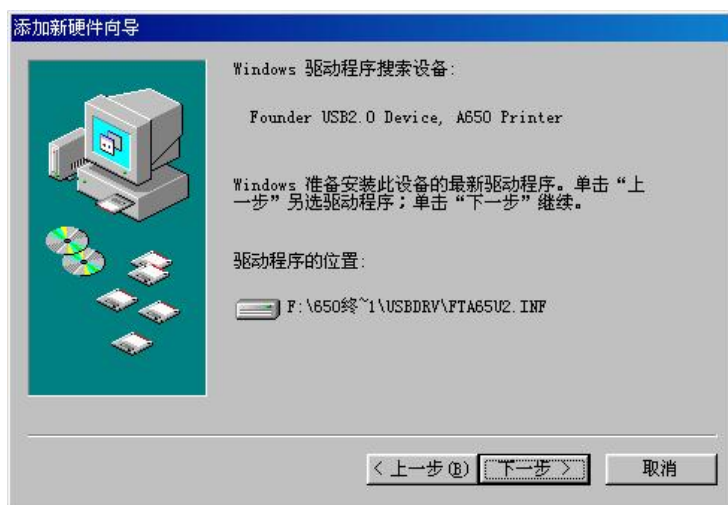 添加新硬件向导
Windows 驱动程序搜索设备:
Founder USB2.0 Device, A650 Printer
Windows 准备安装此设备的最新驱动程序。单击“上
一步”另选驱动程序；单击“下一步”继续。
驱动程序的位置:
F:\650终~1\USBDRV\FTA65U2.INF
< 上一步(B) 下一步 > 取消